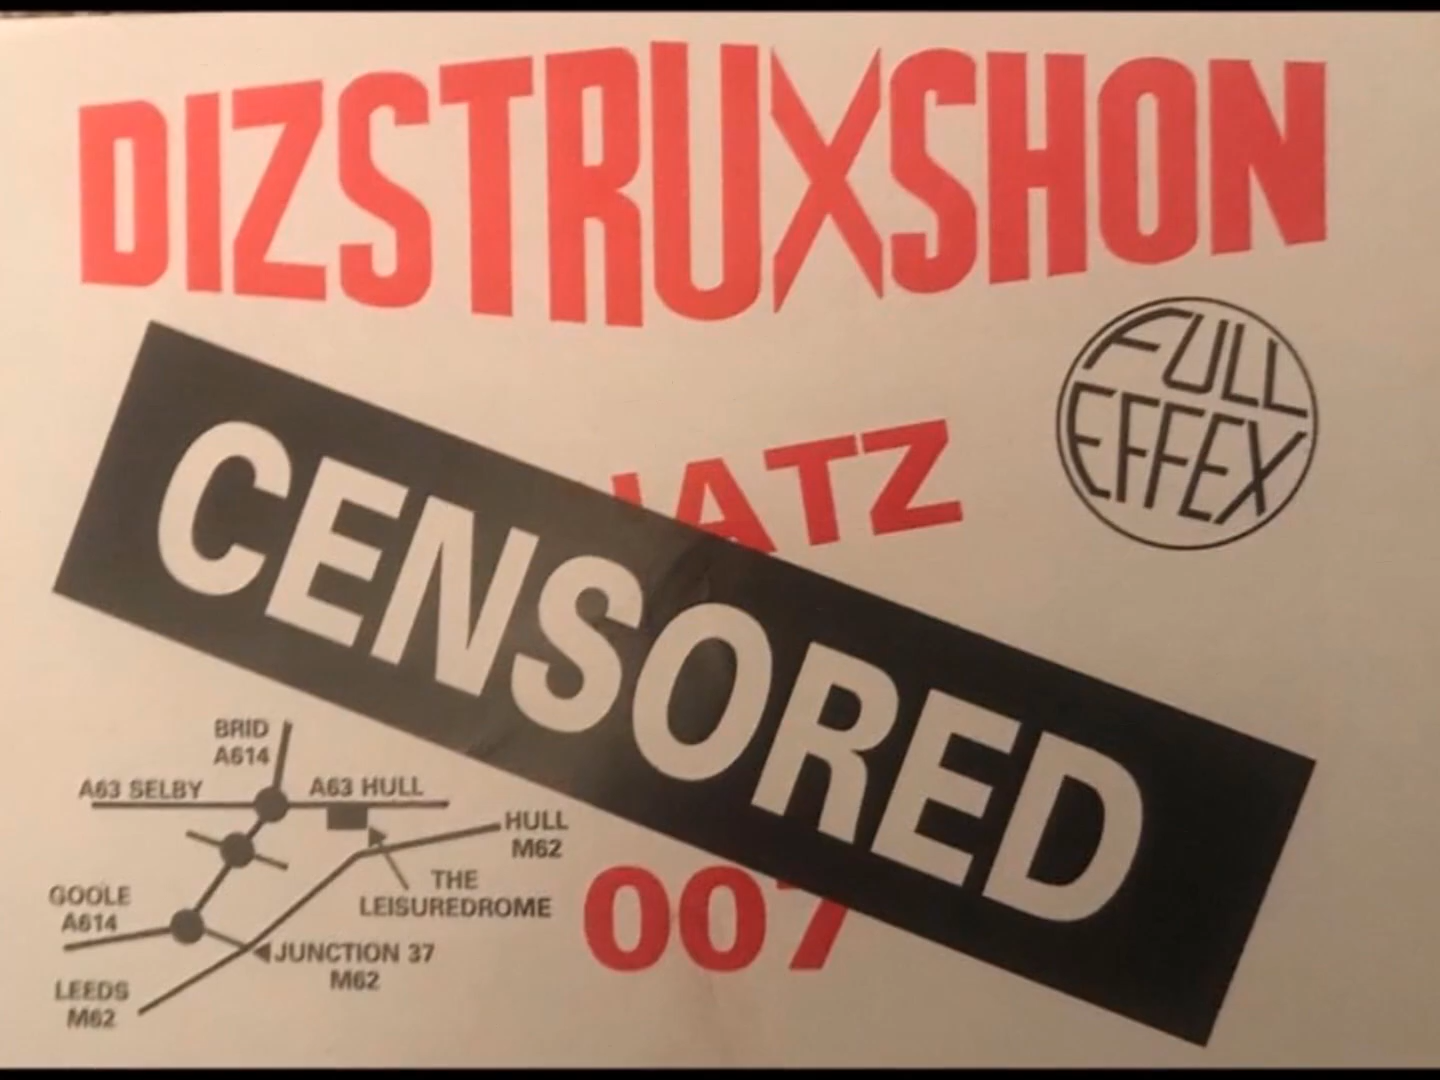 DIZSTRUXSHON
FULL
EFFEX
ATZ
CENSORED
007
BRID
A614
A63 SELBY
A63 HULL
HULL
M62
THE
LEISUREDROME
GOOLE
A614
JUNCTION 37
M62
LEEDS
M62